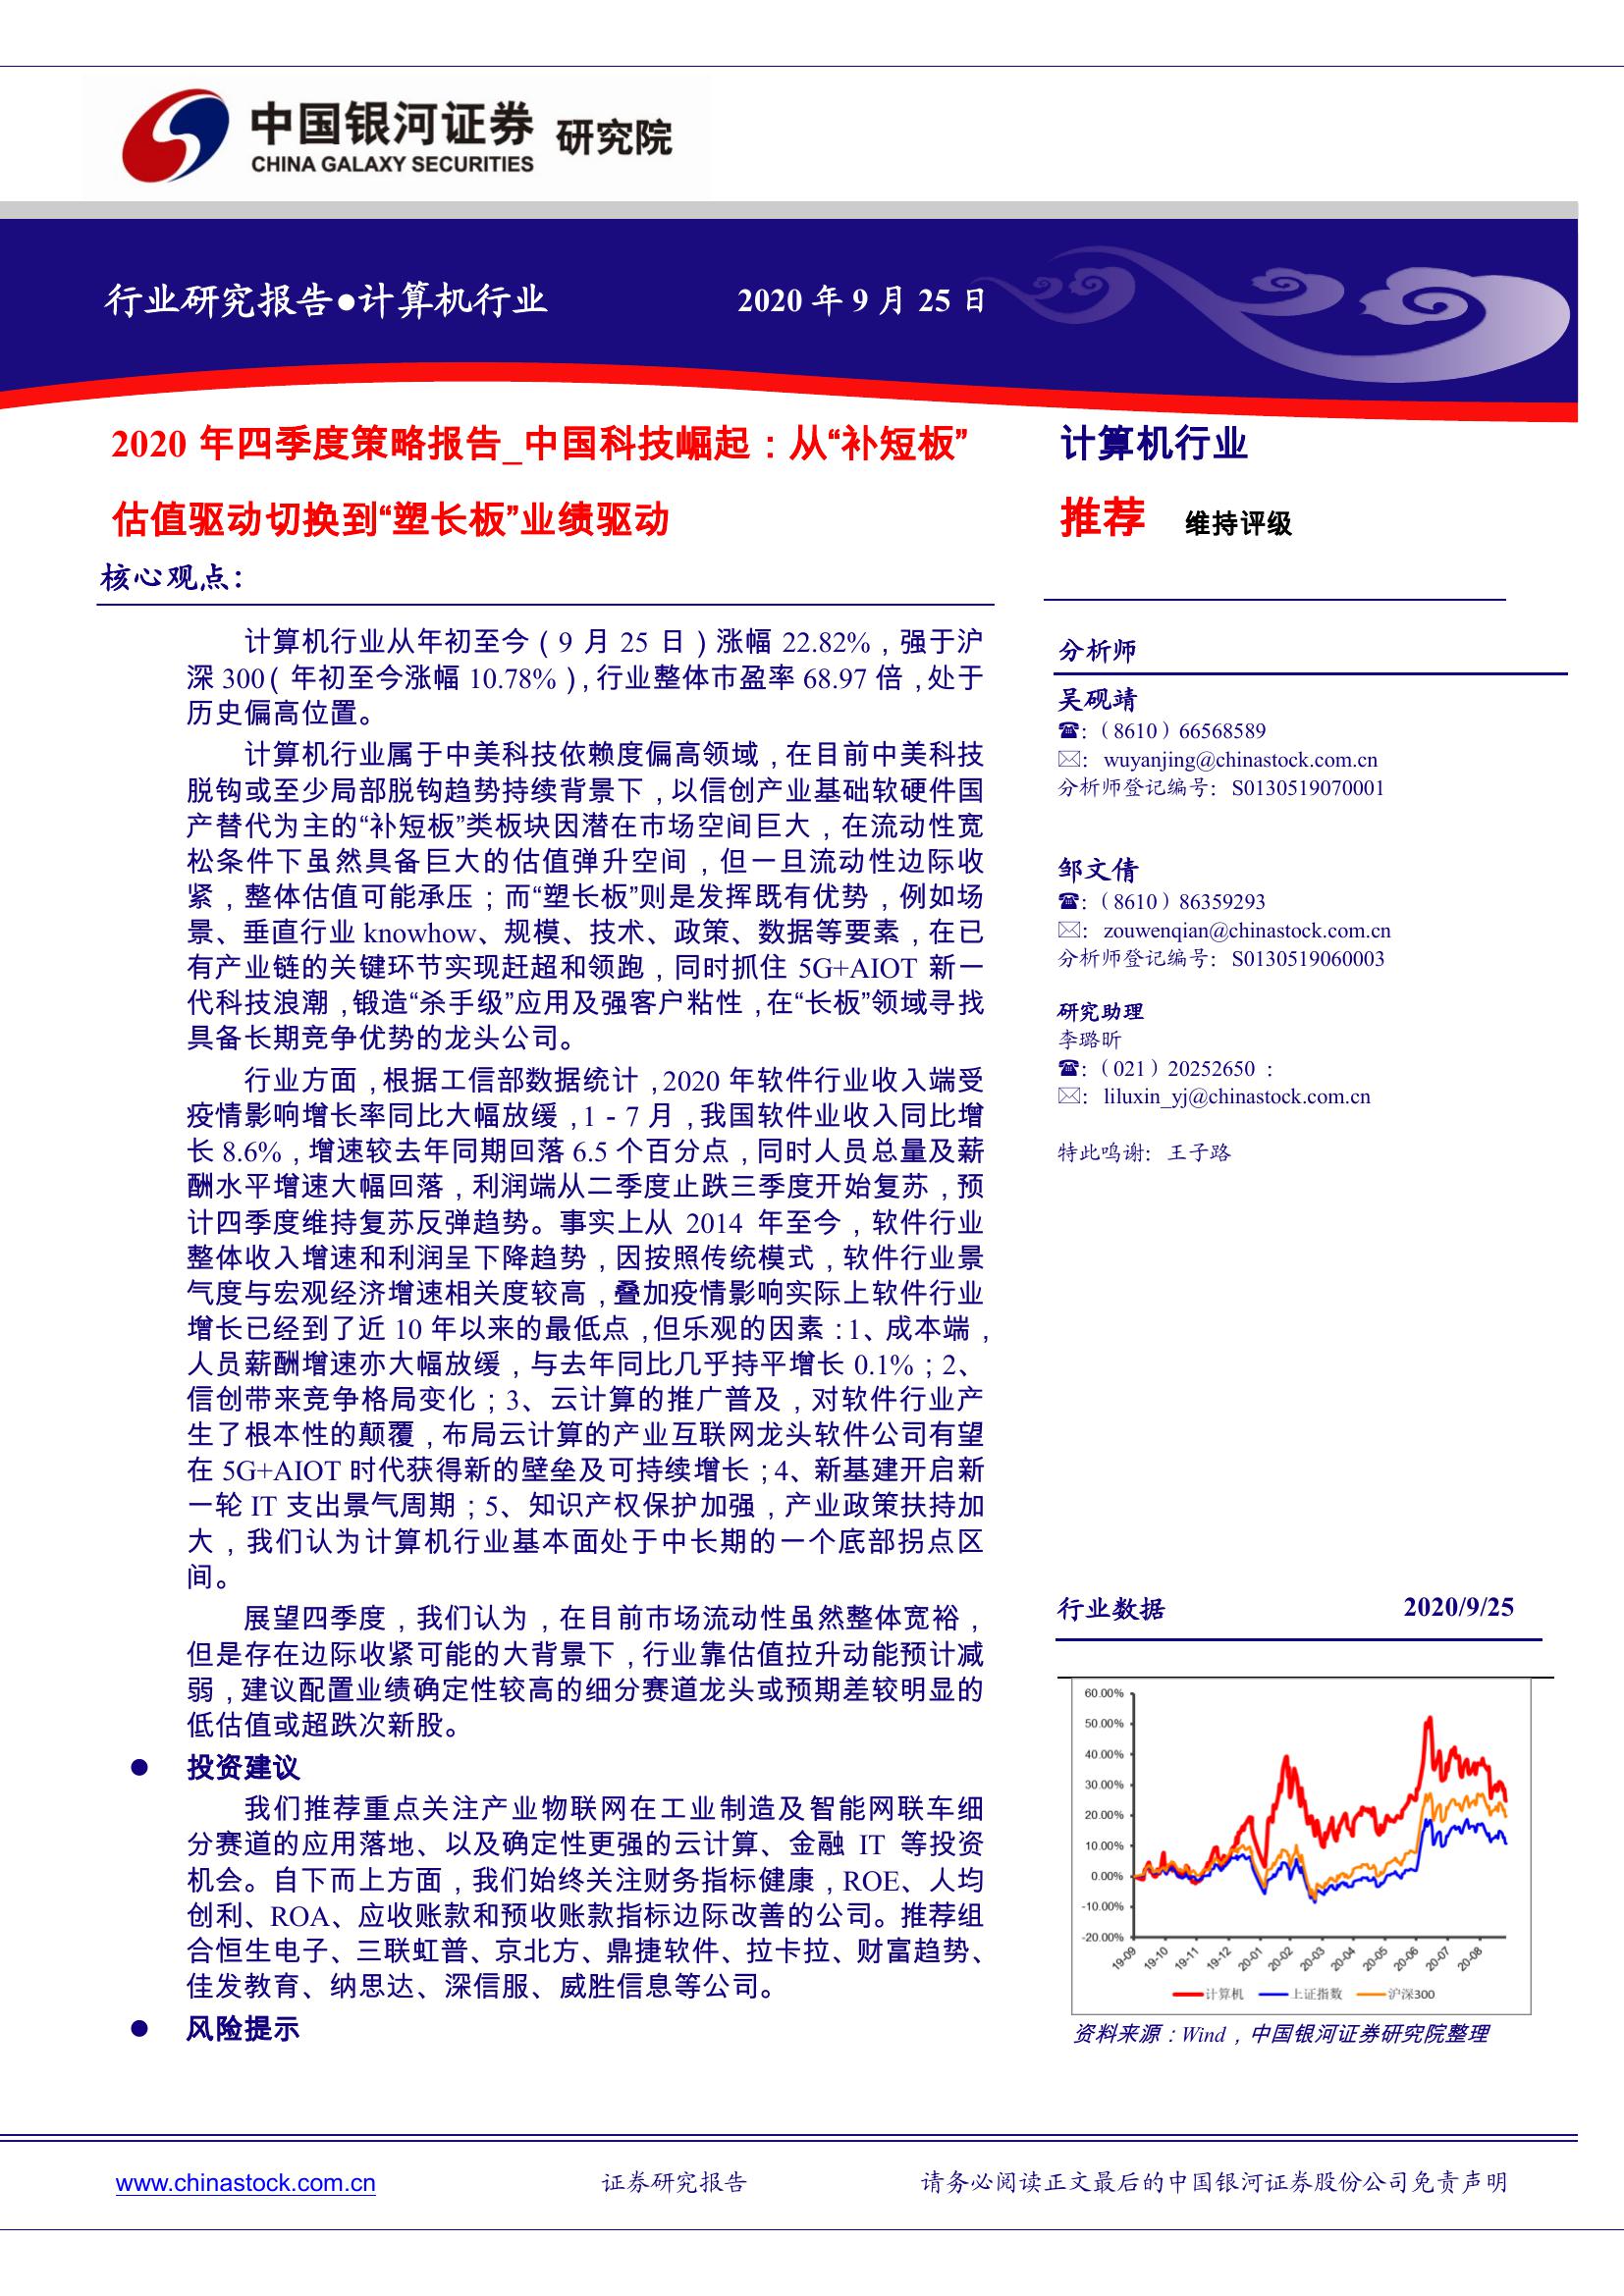 中国银河证券 研究院
CHINA GALAXY SECURITIES
行业研究报告●计算机行业
2020 年 9 月 25 日
2020 年四季度策略报告_中国科技崛起：从“补短板”
估值驱动切换到“塑长板”业绩驱动
核心观点：
计算机行业从年初至今（9 月 25 日）涨幅 22.82%，强于沪
深 300（年初至今涨幅 10.78%），行业整体市盈率 68.97 倍，处于
历史偏高位置。
计算机行业属于中美科技依赖度偏高领域，在目前中美科技
脱钩或至少局部脱钩趋势持续背景下，以信创产业基础软硬件国
产替代为主的“补短板”类板块因潜在市场空间巨大，在流动性宽
松条件下虽然具备巨大的估值弹升空间，但一旦流动性边际收
紧，整体估值可能承压；而“塑长板”则是发挥既有优势，例如场
景、垂直行业 knowhow、规模、技术、政策、数据等要素，在已
有产业链的关键环节实现赶超和领跑，同时抓住 5G+AIOT 新一
代科技浪潮，锻造“杀手级”应用及强客户粘性，在“长板”领域寻找
具备长期竞争优势的龙头公司。
行业方面，根据工信部数据统计，2020 年软件行业收入端受
疫情影响增长率同比大幅放缓，1－7 月，我国软件业收入同比增
长 8.6%，增速较去年同期回落 6.5 个百分点，同时人员总量及薪
酬水平增速大幅回落，利润端从二季度止跌三季度开始复苏，预
计四季度维持复苏反弹趋势。事实上从 2014 年至今，软件行业
整体收入增速和利润呈下降趋势，因按照传统模式，软件行业景
气度与宏观经济增速相关度较高，叠加疫情影响实际上软件行业
增长已经到了近 10 年以来的最低点，但乐观的因素：1、成本端，
人员薪酬增速亦大幅放缓，与去年同比几乎持平增长 0.1%；2、
信创带来竞争格局变化；3、云计算的推广普及，对软件行业产
生了根本性的颠覆，布局云计算的产业互联网龙头软件公司有望
在 5G+AIOT 时代获得新的壁垒及可持续增长；4、新基建开启新
一轮 IT 支出景气周期；5、知识产权保护加强，产业政策扶持加
大，我们认为计算机行业基本面处于中长期的一个底部拐点区
间。
展望四季度，我们认为，在目前市场流动性虽然整体宽裕，
但是存在边际收紧可能的大背景下，行业靠估值拉升动能预计减
弱，建议配置业绩确定性较高的细分赛道龙头或预期差较明显的
低估值或超跌次新股。
● 投资建议
我们推荐重点关注产业物联网在工业制造及智能网联车细
分赛道的应用落地、以及确定性更强的云计算、金融 IT 等投资
机会。自下而上方面，我们始终关注财务指标健康，ROE、人均
创利、ROA、应收账款和预收账款指标边际改善的公司。推荐组
合恒生电子、三联虹普、京北方、鼎捷软件、拉卡拉、财富趋势、
佳发教育、纳思达、深信服、威胜信息等公司。
● 风险提示
计算机行业
推荐 维持评级
分析师
吴砚靖
☎：（8610）66568589
✉：wuyanjing@chinastock.com.cn
分析师登记编号：S0130519070001
邹文倩
☎：（8610）86359293
✉：zouwenqian@chinastock.com.cn
分析师登记编号：S0130519060003
研究助理
李璐昕
☎：（021）20252650 ：
✉：liluxin_yj@chinastock.com.cn
特此鸣谢：王子路
行业数据 2020/9/25
60.00%
50.00%
40.00%
30.00%
20.00%
10.00%
0.00%
-10.00%
-20.00%
19-09 19-10 19-11 19-12 20-01 20-02 20-03 20-04 20-05 20-06 20-07 20-08
计算机 上证指数 沪深300
资料来源：Wind，中国银河证券研究院整理
www.chinastock.com.cn 证券研究报告 请务必阅读正文最后的中国银河证券股份公司免责声明